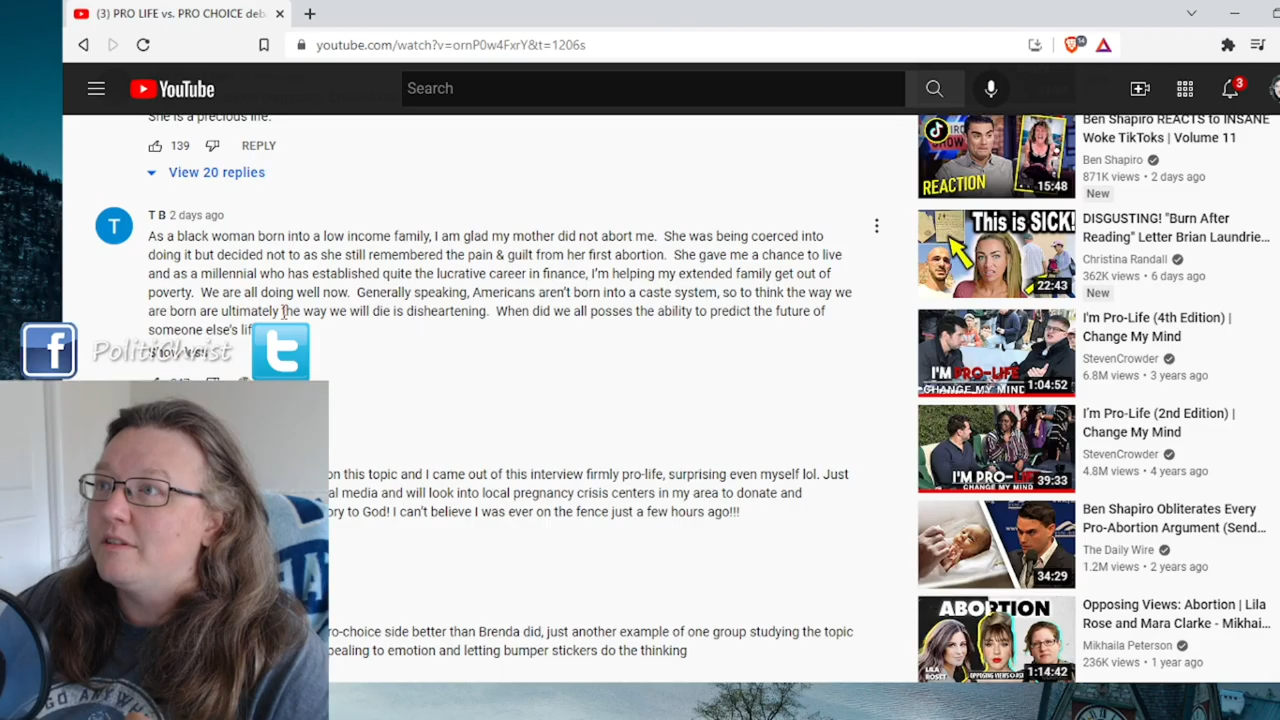 (3) PRO LIFE vs. PRO CHOICE deb
youtube.com/watch?v=ornP0w4FxrY&t=1206s
14
YouTube
Search
3
She is a precious life.
139
REPLY
View 20 replies
T
T B 2 days ago
As a black woman born into a low income family, I am glad my mother did not abort me. She was being coerced into
doing it but decided not to as she still remembered the pain & guilt from her first abortion. She gave me a chance to live
and as a millennial who has established quite the lucrative career in finance, I'm helping my extended family get out of
poverty. We are all doing well now. Generally speaking, Americans aren't born into a caste system, so to think the way we
are born are ultimately the way we will die is disheartening. When did we all posses the ability to predict the future of
someone else's lif
Show less
PolitiChrist
on this topic and I came out of this interview firmly pro-life, surprising even myself lol. Just
al media and will look into local pregnancy crisis centers in my area to donate and
ory to God! I can't believe I was ever on the fence just a few hours ago!!!
ro-choice side better than Brenda did, just another example of one group studying the topic
pealing to emotion and letting bumper stickers do the thinking
REACTION
15:48
Ben Shapiro REACTS to INSANE
Woke TikToks | Volume 11
Ben Shapiro
871K views • 2 days ago
New
This is SICK!
22:43
DISGUSTING! "Burn After
Reading" Letter Brian Laundrie...
Christina Randall
362K views • 6 days ago
New
I'M PRO-LIFE
CHANGE MY MIND
1:04:52
I'm Pro-Life (4th Edition) |
Change My Mind
StevenCrowder
6.8M views • 3 years ago
I'M PRO-LIFE
CHANGE MY MIND
39:33
I'm Pro-Life (2nd Edition) |
Change My Mind
StevenCrowder
4.8M views • 4 years ago
34:29
Ben Shapiro Obliterates Every
Pro-Abortion Argument (Send...
The Daily Wire
1.2M views • 2 years ago
ABORTION
LILA
ROSE
OPPOSING VIEWS
1:14:42
Opposing Views: Abortion | Lila
Rose and Mara Clarke - Mikhai...
Mikhaila Peterson
236K views • 1 year ago